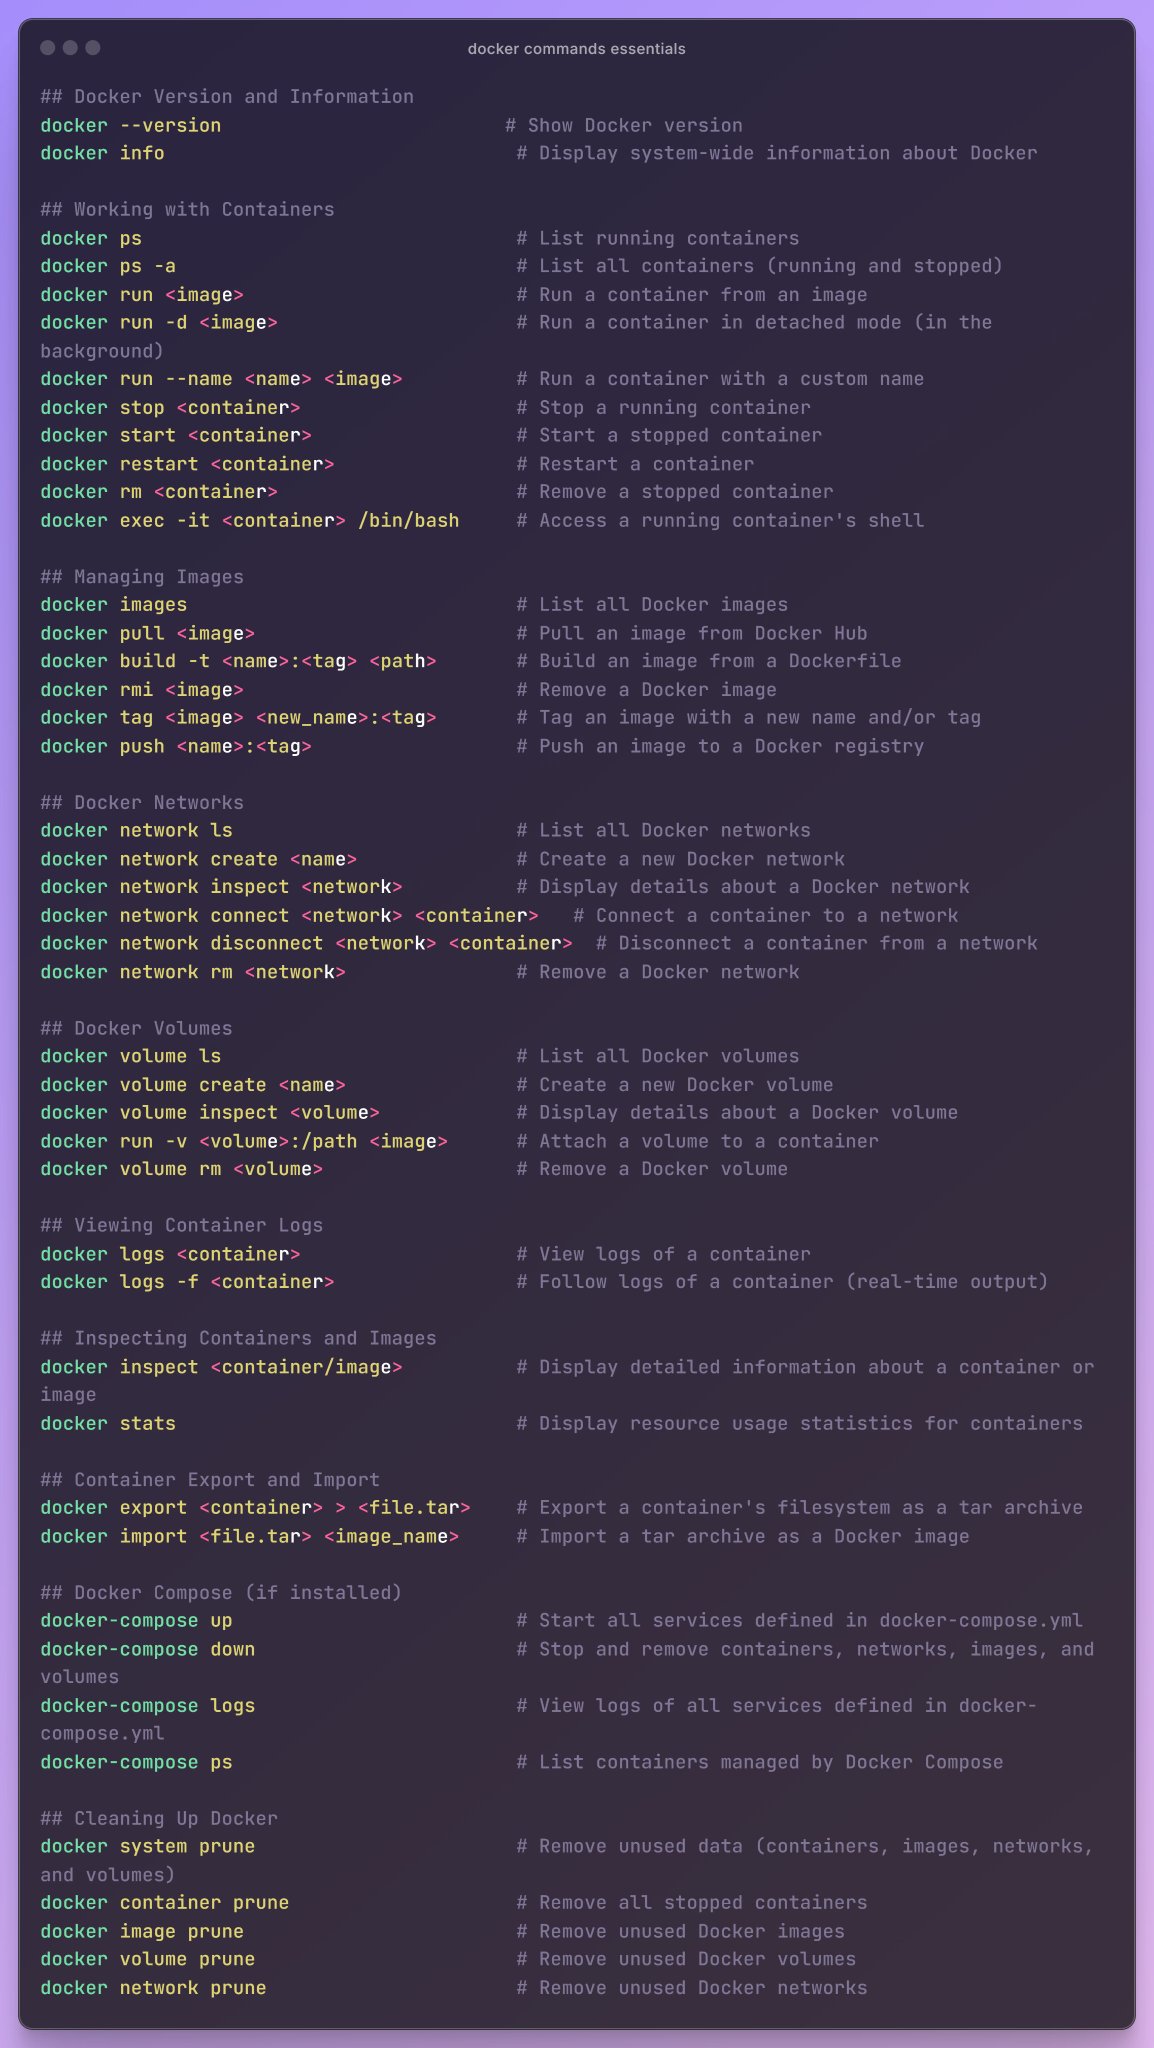 docker commands essentials
## Docker Version and Information
docker --version                         # Show Docker version
docker info                               # Display system-wide information about Docker

## Working with Containers
docker ps                                 # List running containers
docker ps -a                              # List all containers (running and stopped)
docker run <image>                        # Run a container from an image
docker run -d <image>                     # Run a container in detached mode (in the
background)
docker run --name <name> <image>          # Run a container with a custom name
docker stop <container>                   # Stop a running container
docker start <container>                  # Start a stopped container
docker restart <container>                # Restart a container
docker rm <container>                     # Remove a stopped container
docker exec -it <container> /bin/bash     # Access a running container's shell

## Managing Images
docker images                             # List all Docker images
docker pull <image>                       # Pull an image from Docker Hub
docker build -t <name>:<tag> <path>       # Build an image from a Dockerfile
docker rmi <image>                        # Remove a Docker image
docker tag <image> <new_name>:<tag>       # Tag an image with a new name and/or tag
docker push <name>:<tag>                  # Push an image to a Docker registry

## Docker Networks
docker network ls                         # List all Docker networks
docker network create <name>              # Create a new Docker network
docker network inspect <network>          # Display details about a Docker network
docker network connect <network> <container>   # Connect a container to a network
docker network disconnect <network> <container>  # Disconnect a container from a network
docker network rm <network>               # Remove a Docker network

## Docker Volumes
docker volume ls                          # List all Docker volumes
docker volume create <name>               # Create a new Docker volume
docker volume inspect <volume>            # Display details about a Docker volume
docker run -v <volume>:/path <image>      # Attach a volume to a container
docker volume rm <volume>                 # Remove a Docker volume

## Viewing Container Logs
docker logs <container>                   # View logs of a container
docker logs -f <container>                # Follow logs of a container (real-time output)

## Inspecting Containers and Images
docker inspect <container/image>          # Display detailed information about a container or
image
docker stats                              # Display resource usage statistics for containers

## Container Export and Import
docker export <container> > <file.tar>    # Export a container's filesystem as a tar archive
docker import <file.tar> <image_name>     # Import a tar archive as a Docker image

## Docker Compose (if installed)
docker-compose up                         # Start all services defined in docker-compose.yml
docker-compose down                       # Stop and remove containers, networks, images, and
volumes
docker-compose logs                       # View logs of all services defined in docker-
compose.yml
docker-compose ps                         # List containers managed by Docker Compose

## Cleaning Up Docker
docker system prune                       # Remove unused data (containers, images, networks,
and volumes)
docker container prune                    # Remove all stopped containers
docker image prune                        # Remove unused Docker images
docker volume prune                       # Remove unused Docker volumes
docker network prune                      # Remove unused Docker networks